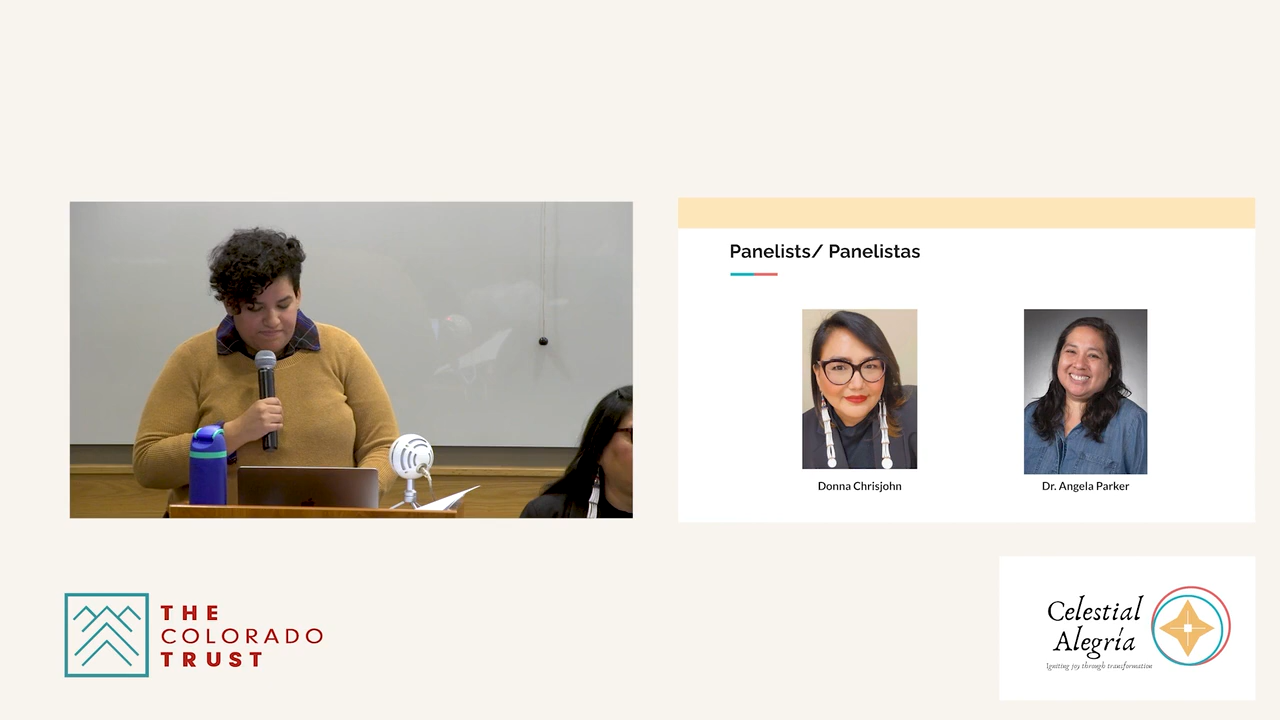 Panelists/ Panelistas
Donna Chrisjohn
Dr. Angela Parker
THE
COLORADO
TRUST
Celestial
Alegría
Igniting joy through transformation